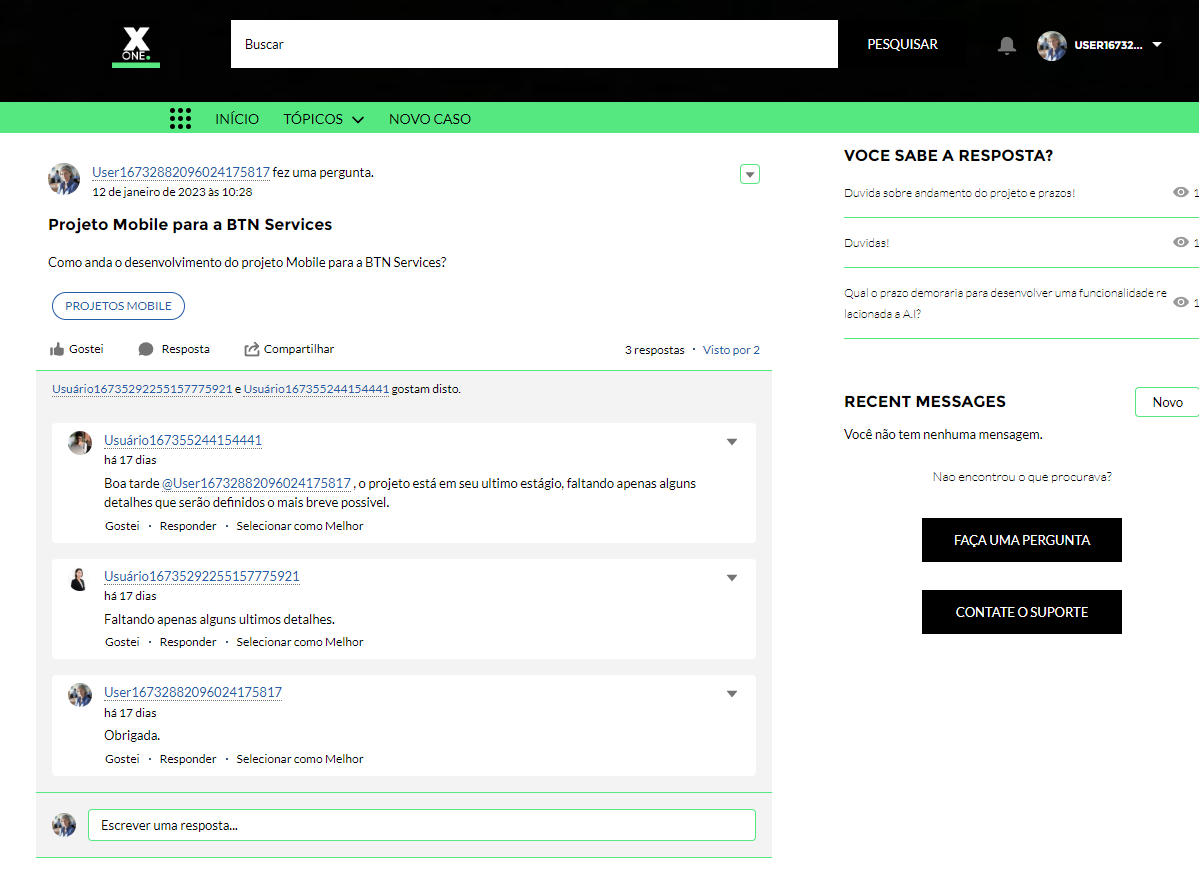 X
ONE.
Buscar
PESQUISAR
USER16732...
INÍCIO TÓPICOS NOVO CASO
User16732882096024175817 fez uma pergunta.
12 de janeiro de 2023 às 10:28
Projeto Mobile para a BTN Services
Como anda o desenvolvimento do projeto Mobile para a BTN Services?
PROJETOS MOBILE
Gostei Resposta Compartilhar 3 respostas · Visto por 2
Usuário16735292255157775921 e Usuário167355244154441 gostam disto.
Usuário167355244154441
há 17 dias
Boa tarde @User16732882096024175817 , o projeto está em seu ultimo estágio, faltando apenas alguns
detalhes que serão definidos o mais breve possivel.
Gostei · Responder · Selecionar como Melhor
Usuário16735292255157775921
há 17 dias
Faltando apenas alguns ultimos detalhes.
Gostei · Responder · Selecionar como Melhor
User16732882096024175817
há 17 dias
Obrigada.
Gostei · Responder · Selecionar como Melhor
Escrever uma resposta...
VOCE SABE A RESPOSTA?
Duvida sobre andamento do projeto e prazos! 1
Duvidas! 1
Qual o prazo demoraria para desenvolver uma funcionalidade re
lacionada a A.I? 1
RECENT MESSAGES
Novo
Você não tem nenhuma mensagem.
Nao encontrou o que procurava?
FAÇA UMA PERGUNTA
CONTATE O SUPORTE